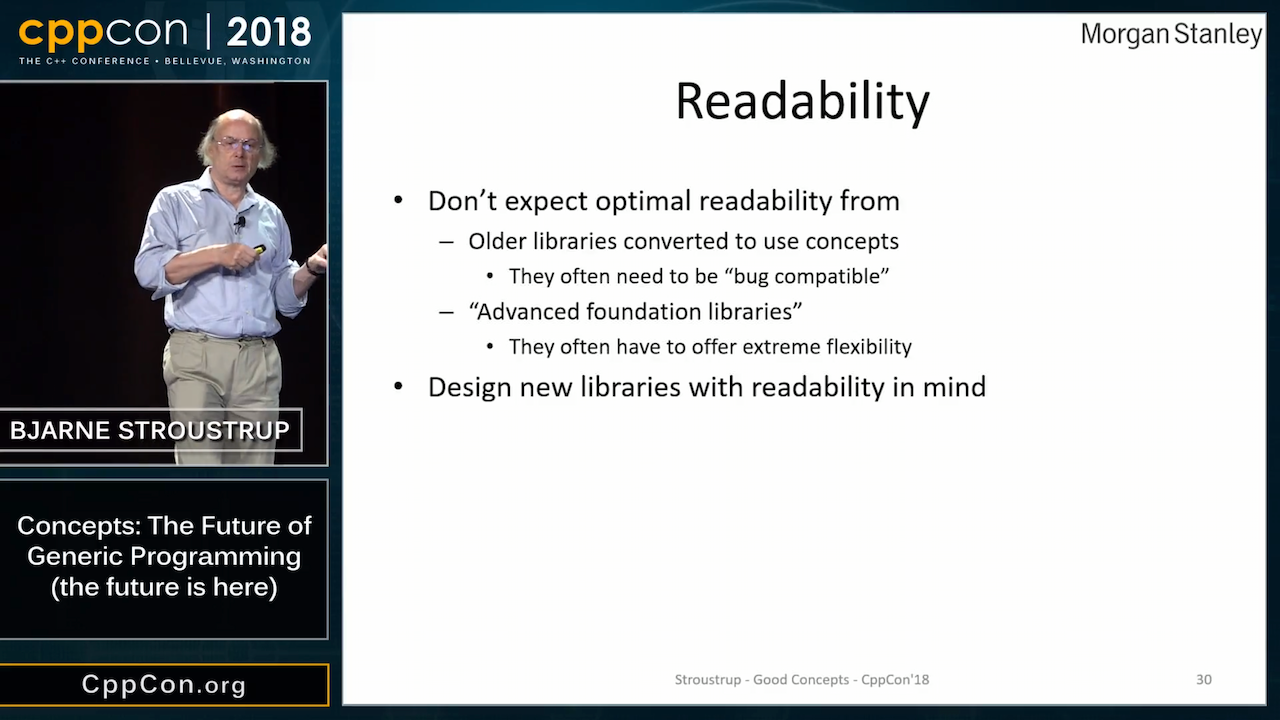 cppcon | 2018
THE C++ CONFERENCE • BELLEVUE, WASHINGTON
BJARNE STROUSTRUP
Concepts: The Future of
Generic Programming
(the future is here)
CppCon.org
Morgan Stanley
Readability
• Don’t expect optimal readability from
– Older libraries converted to use concepts
• They often need to be “bug compatible”
– “Advanced foundation libraries”
• They often have to offer extreme flexibility
• Design new libraries with readability in mind
Stroustrup - Good Concepts - CppCon'18
30